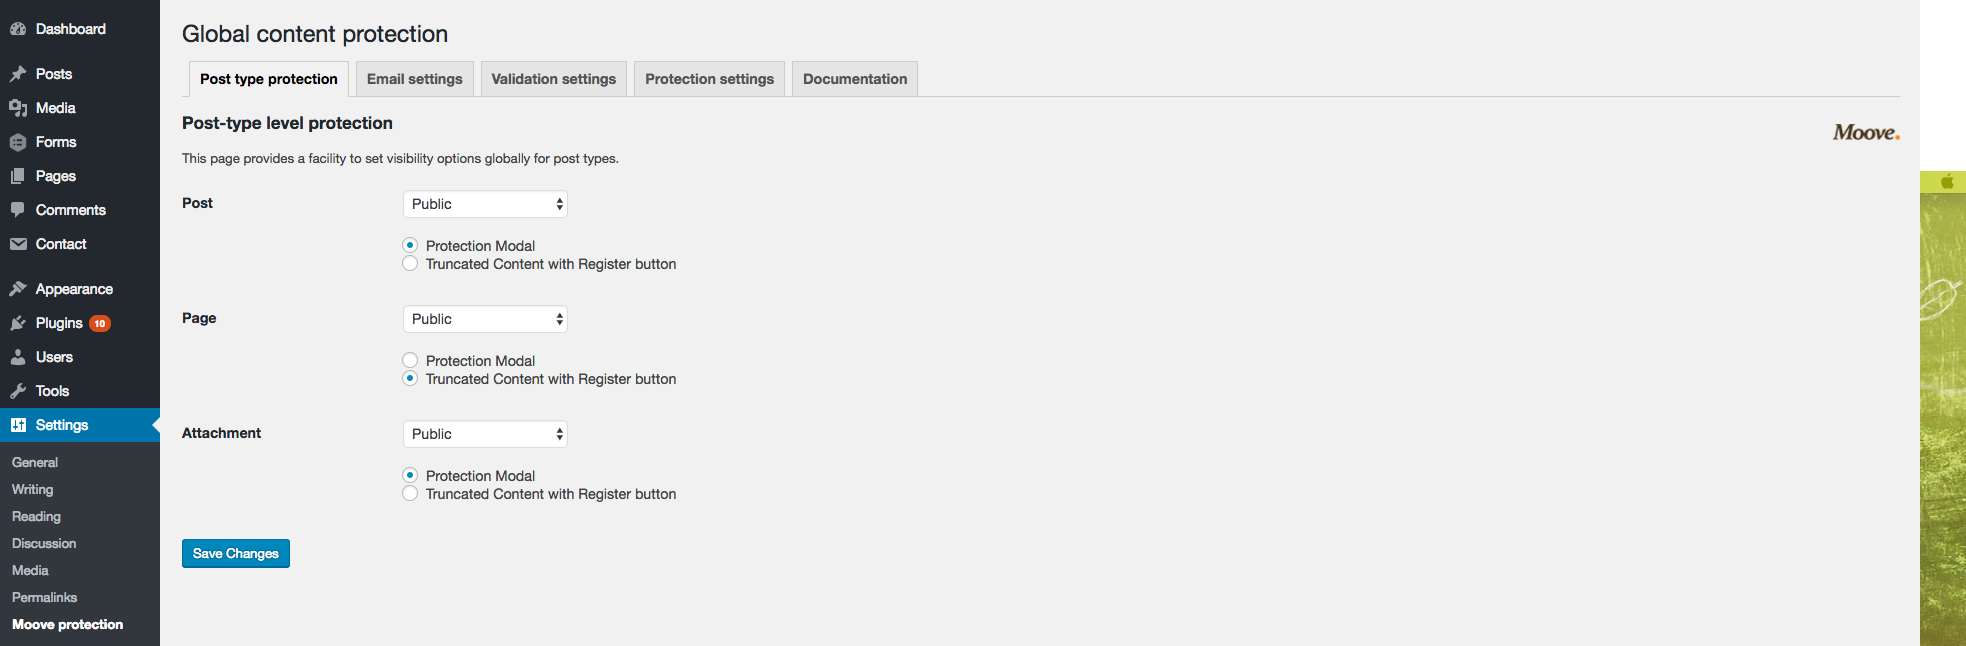 Dashboard
Posts
Media
Forms
Pages
Comments
Contact
Appearance
Plugins 10
Users
Tools
Settings
General
Writing
Reading
Discussion
Media
Permalinks
Moove protection
Global content protection
Post type protection Email settings Validation settings Protection settings Documentation
Post-type level protection
Moove.
This page provides a facility to set visibility options globally for post types.
Post Public
Protection Modal
Truncated Content with Register button
Page Public
Protection Modal
Truncated Content with Register button
Attachment Public
Protection Modal
Truncated Content with Register button
Save Changes